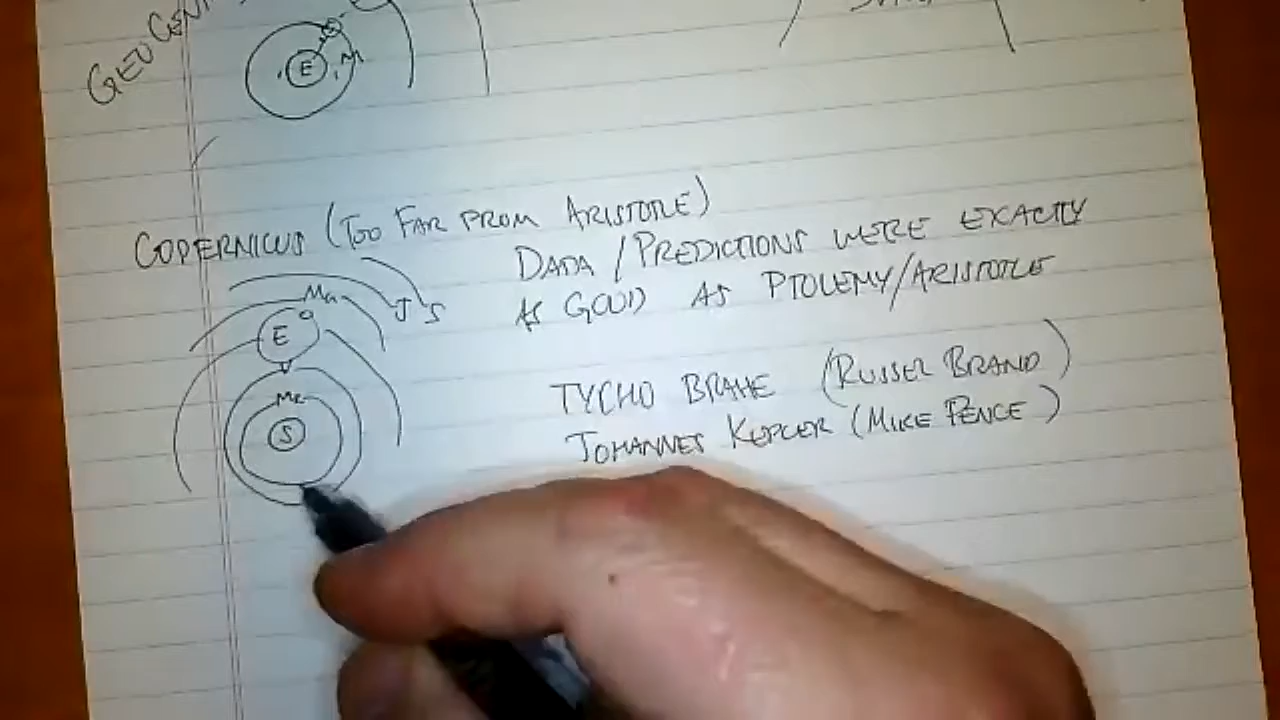 GEOCENT
E
M
COPERNICUS (TOO FAR FROM ARISTOTLE)
DATA/PREDICTIONS WERE EXACTLY
AS GOOD AS PTOLEMY/ARISTOTLE
Ma J S
E
V
Me
S
TYCHO BRAHE (RUSSEL BRAND)
JOHANNES KEPLER (MIKE PENCE)